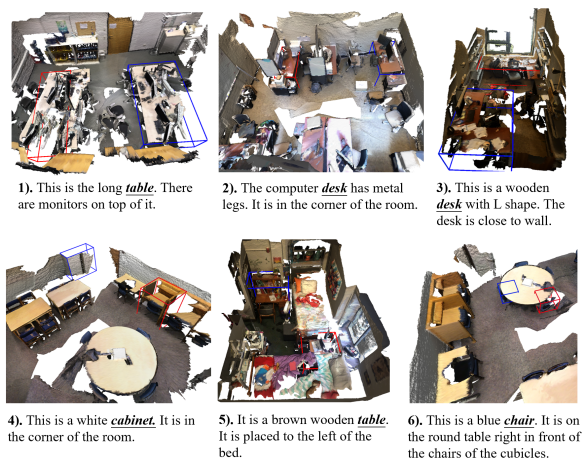 1). This is the long table. There
are monitors on top of it.
2). The computer desk has metal
legs. It is in the corner of the room.
3). This is a wooden
desk with L shape. The
desk is close to wall.
4). This is a white cabinet. It is in
the corner of the room.
5). It is a brown wooden table.
It is placed to the left of the
bed.
6). This is a blue chair. It is on
the round table right in front of
the chairs of the cubicles.